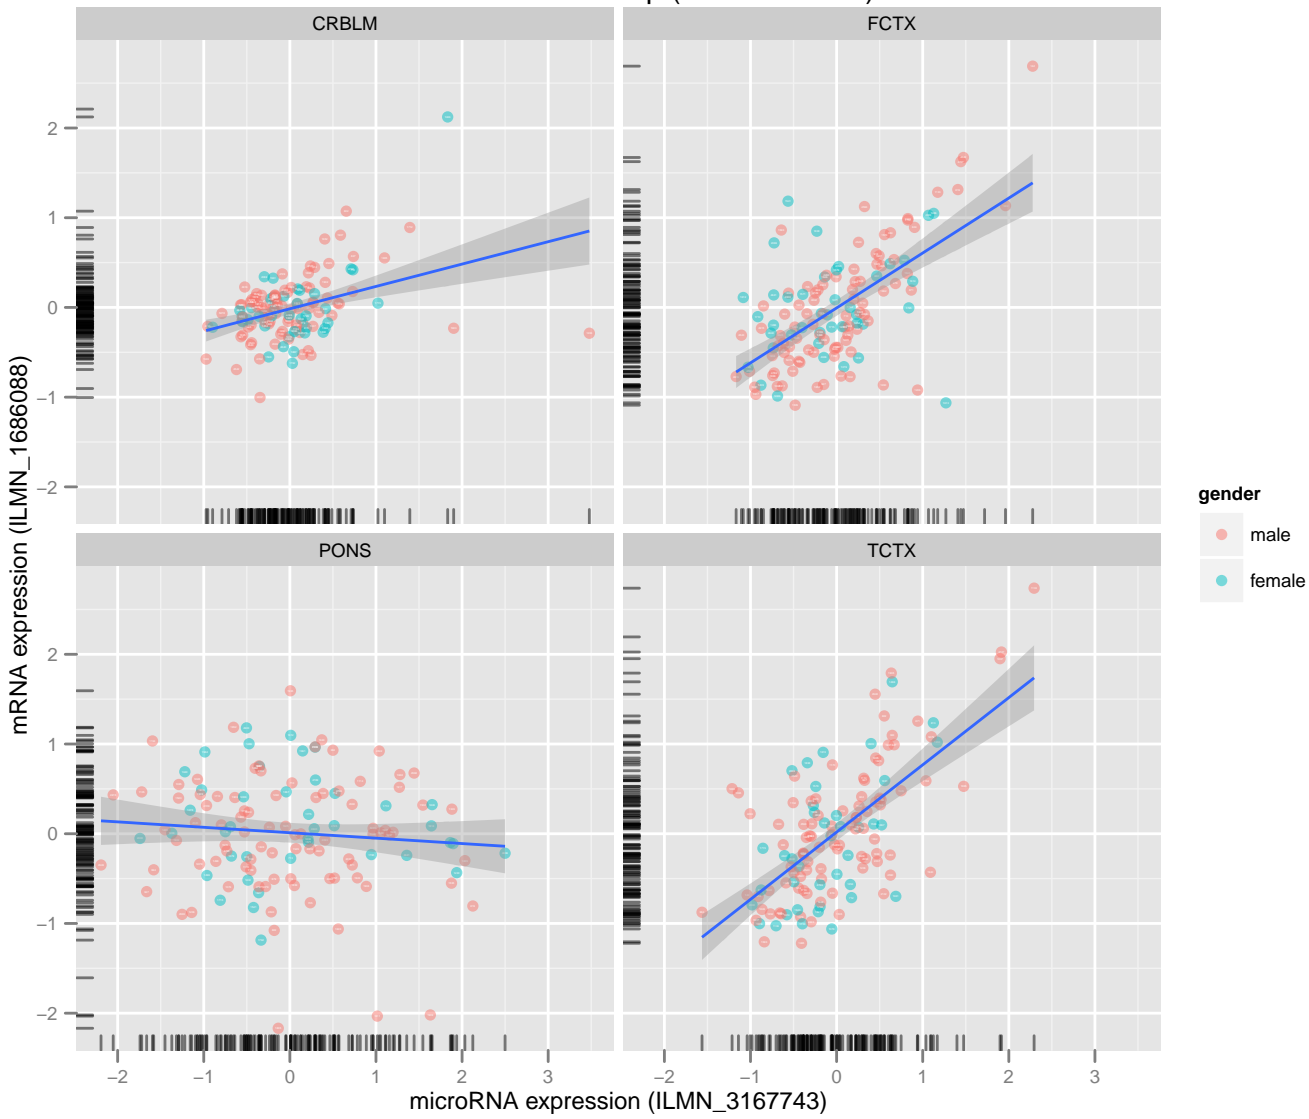 CRBLM
FCTX
2
1
0
−1
−2
PONS
TCTX
2
1
0
−1
−2
−2 −1 0 1 2 3
−2 −1 0 1 2 3
microRNA expression (ILMN_3167743)
mRNA expression (ILMN_1686088)
gender
male
female